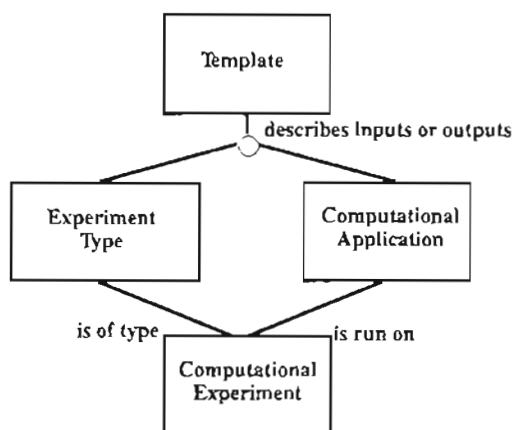 Template
describes Inputs or outputs
Experiment
Type
Computational
Application
is of type
is run on
Computational
Experiment